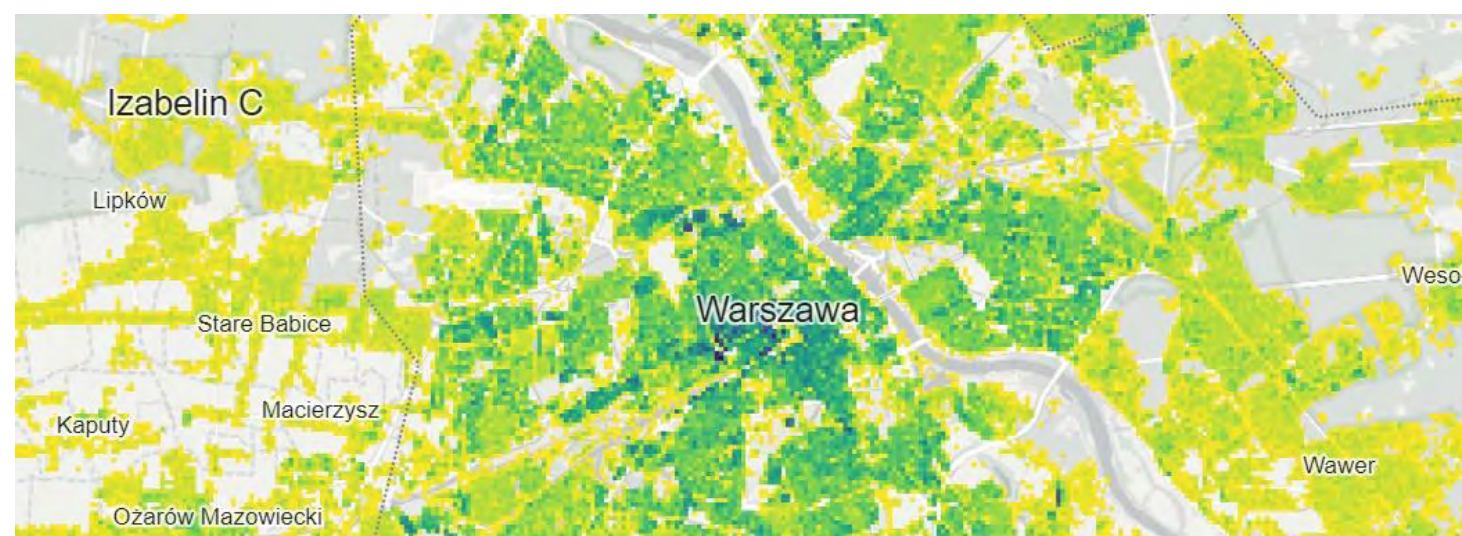 Izabelin C
Lipków
Weso
Warszawa
Stare Babice
Macierzysz
Kaputy
Wawer
Ożarów Mazowiecki